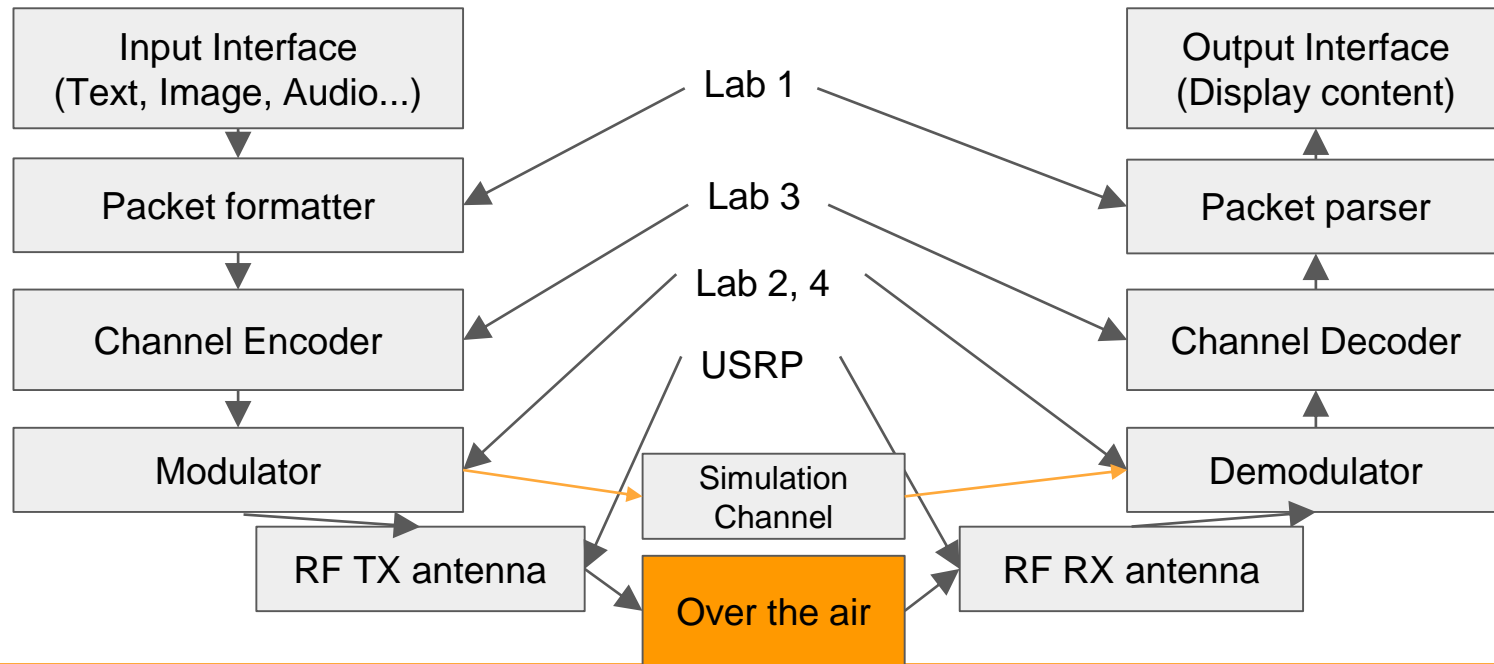 Input Interface
(Text, Image, Audio...)
Packet formatter
Channel Encoder
Modulator
RF TX antenna
Lab 1
Lab 3
Lab 2, 4
USRP
Simulation
Channel
Over the air
Output Interface
(Display content)
Packet parser
Channel Decoder
Demodulator
RF RX antenna